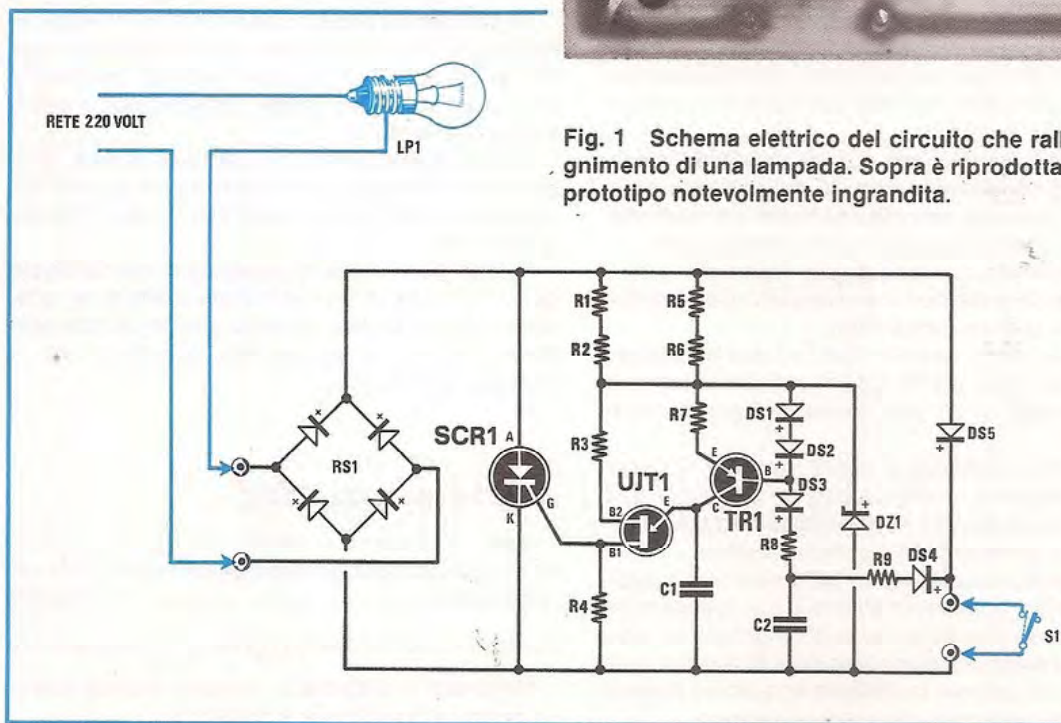 Fig. 1 Schema elettrico del circuito che rall
gnimento di una lampada. Sopra è riprodotta
prototipo notevolmente ingrandita.
RETE 220 VOLT
LP1
R1
R5
R2
R6
SCR1
A
G
K
RS1
R3
R7
DS1
DS2
DS3
DS5
UJT1
B2
B1
E
E
B
C
TR1
DZ1
R8
R9
DS4
R4
C1
C2
S1